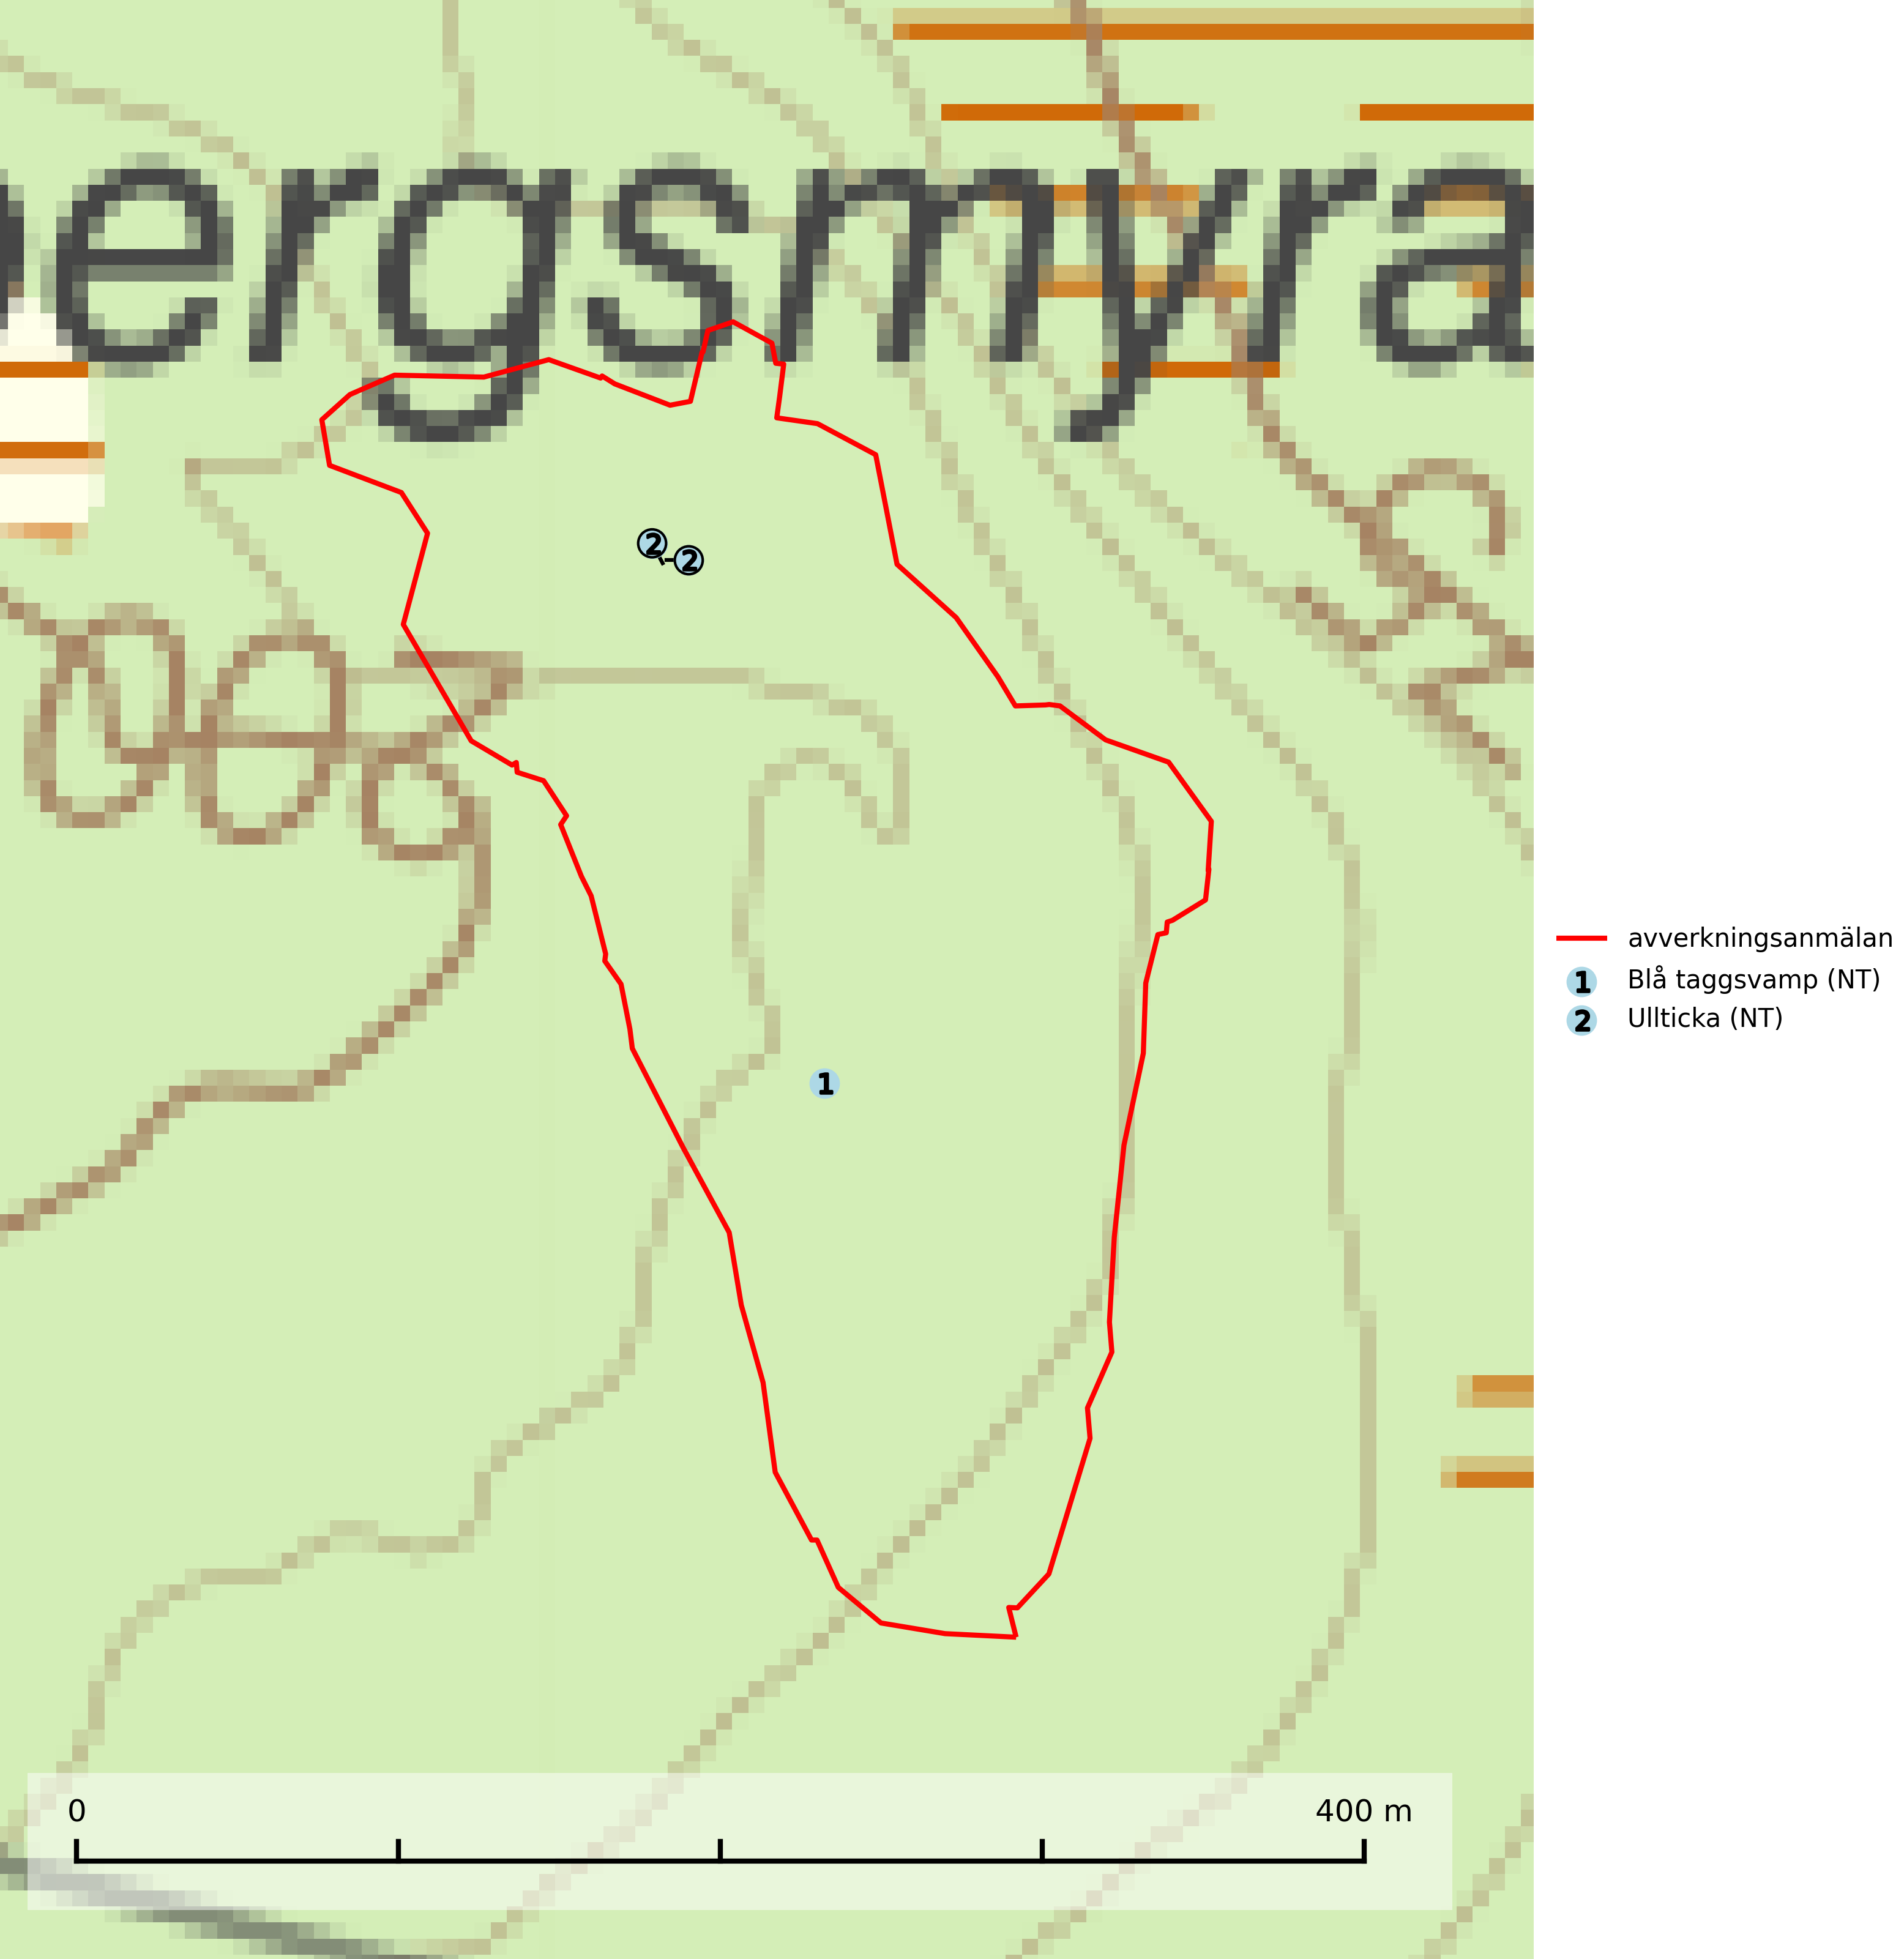 ergsmyra
2
2
1
avverkningsanmälan
1 Blå taggsvamp (NT)
2 Ullticka (NT)
0 400 m